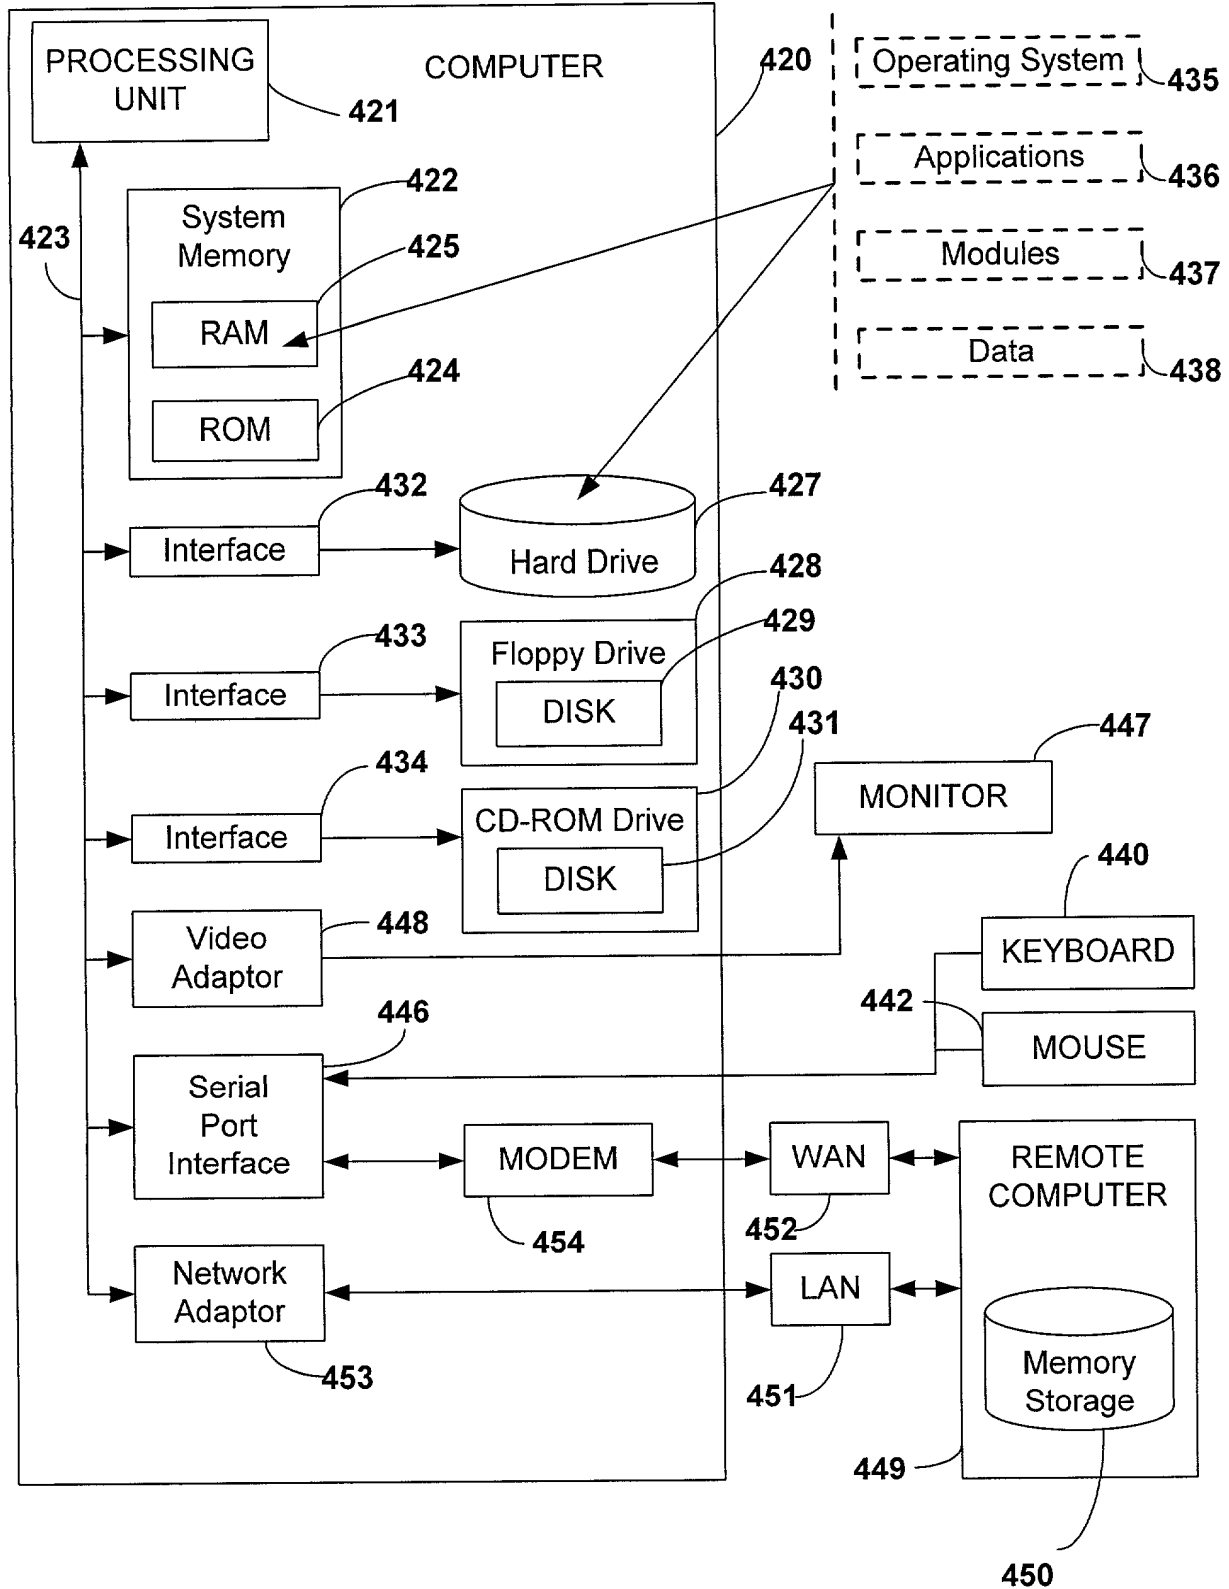 PROCESSING
UNIT
421
COMPUTER
420
Operating System
435
Applications
436
Modules
437
Data
438
423
System
Memory
422
425
RAM
424
ROM
432
Interface
Hard Drive
427
433
Interface
Floppy Drive
428
429
DISK
434
Interface
CD-ROM Drive
430
431
DISK
447
MONITOR
448
Video
Adaptor
440
KEYBOARD
442
MOUSE
446
Serial
Port
Interface
MODEM
454
WAN
452
REMOTE
COMPUTER
Network
Adaptor
453
LAN
451
Memory
Storage
449
450